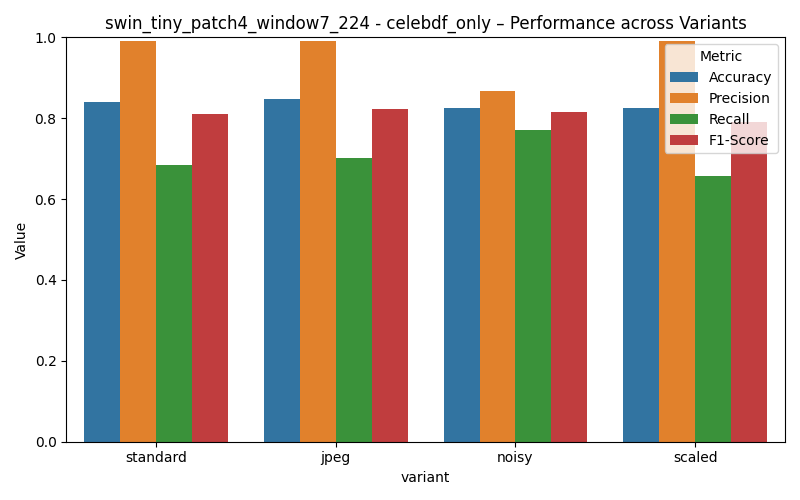 swin_tiny_patch4_window7_224 - celebdf_only – Performance across Variants
Metric
Accuracy
Precision
Recall
F1-Score
Value
1.0
0.8
0.6
0.4
0.2
0.0
standard
jpeg
noisy
scaled
variant